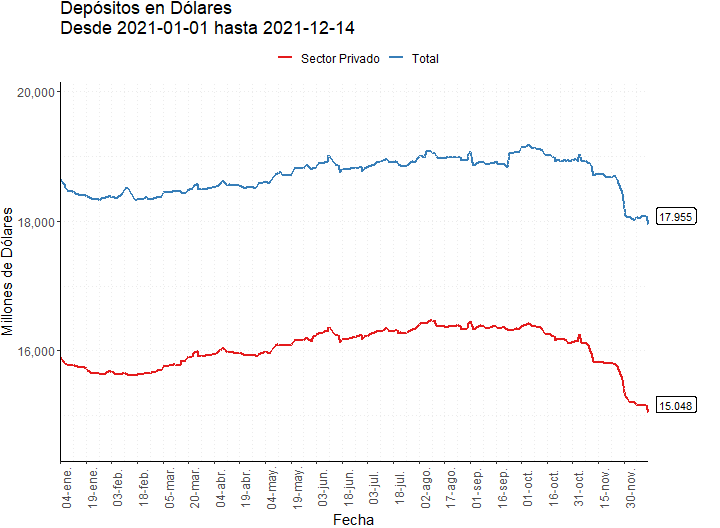 Depósitos en Dólares
Desde 2021-01-01 hasta 2021-12-14
Sector Privado Total
Millones de Dólares
20,000
18,000
16,000
17.955
15.048
04-ene. 19-ene. 03-feb. 18-feb. 05-mar. 20-mar. 04-abr. 19-abr. 04-may. 19-may. 03-jun. 18-jun. 03-jul. 18-jul. 02-ago. 17-ago. 01-sep. 16-sep. 01-oct. 16-oct. 31-oct. 15-nov. 30-nov.
Fecha